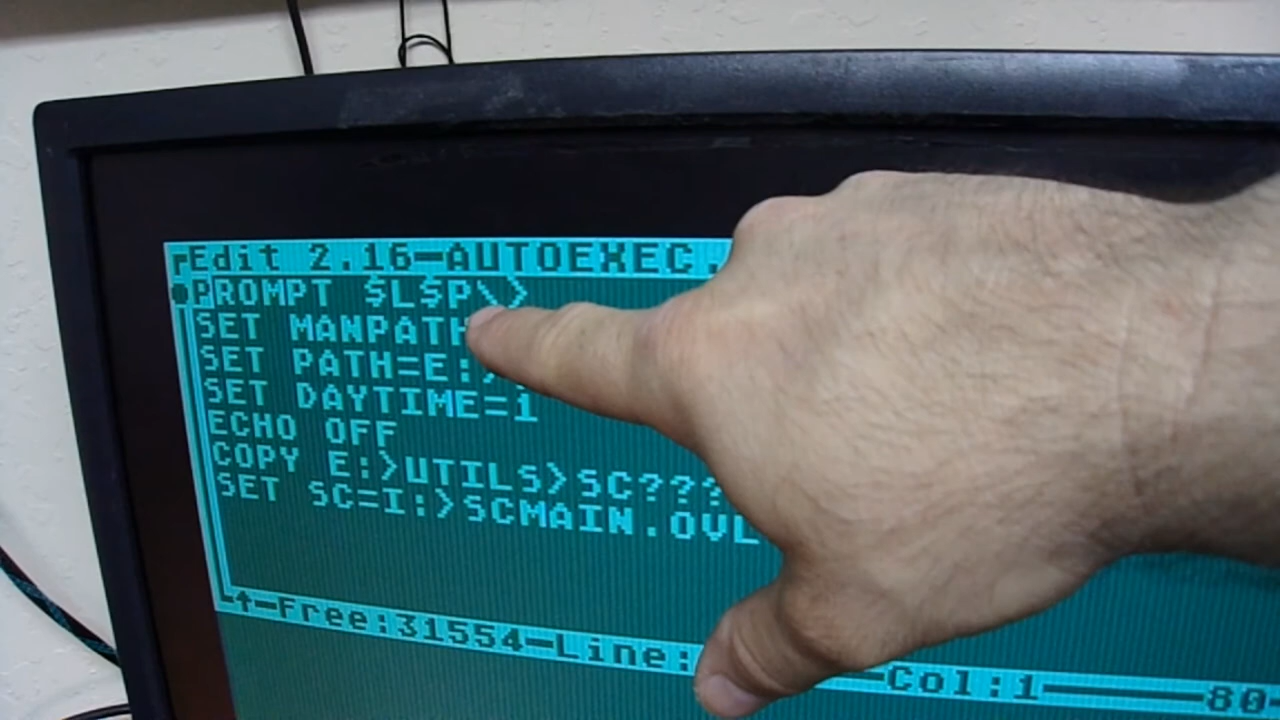 Edit 2.16—AUTOEXEC.
PROMPT $L$P\>
SET MANPATH
SET PATH=E:
SET DAYTIME=i
ECHO OFF
COPY E:>UTILS>SC???
SET SC=I:>SCMAIN.OVL
↑—Free:31554—Line: Col:1 80